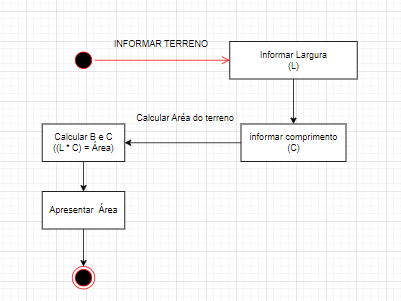 INFORMAR TERRENO
Informar Largura
(L)
Calcular Aréa do terreno
informar comprimento
(C)
Calcular B e C
((L * C) = Área)
Apresentar Área